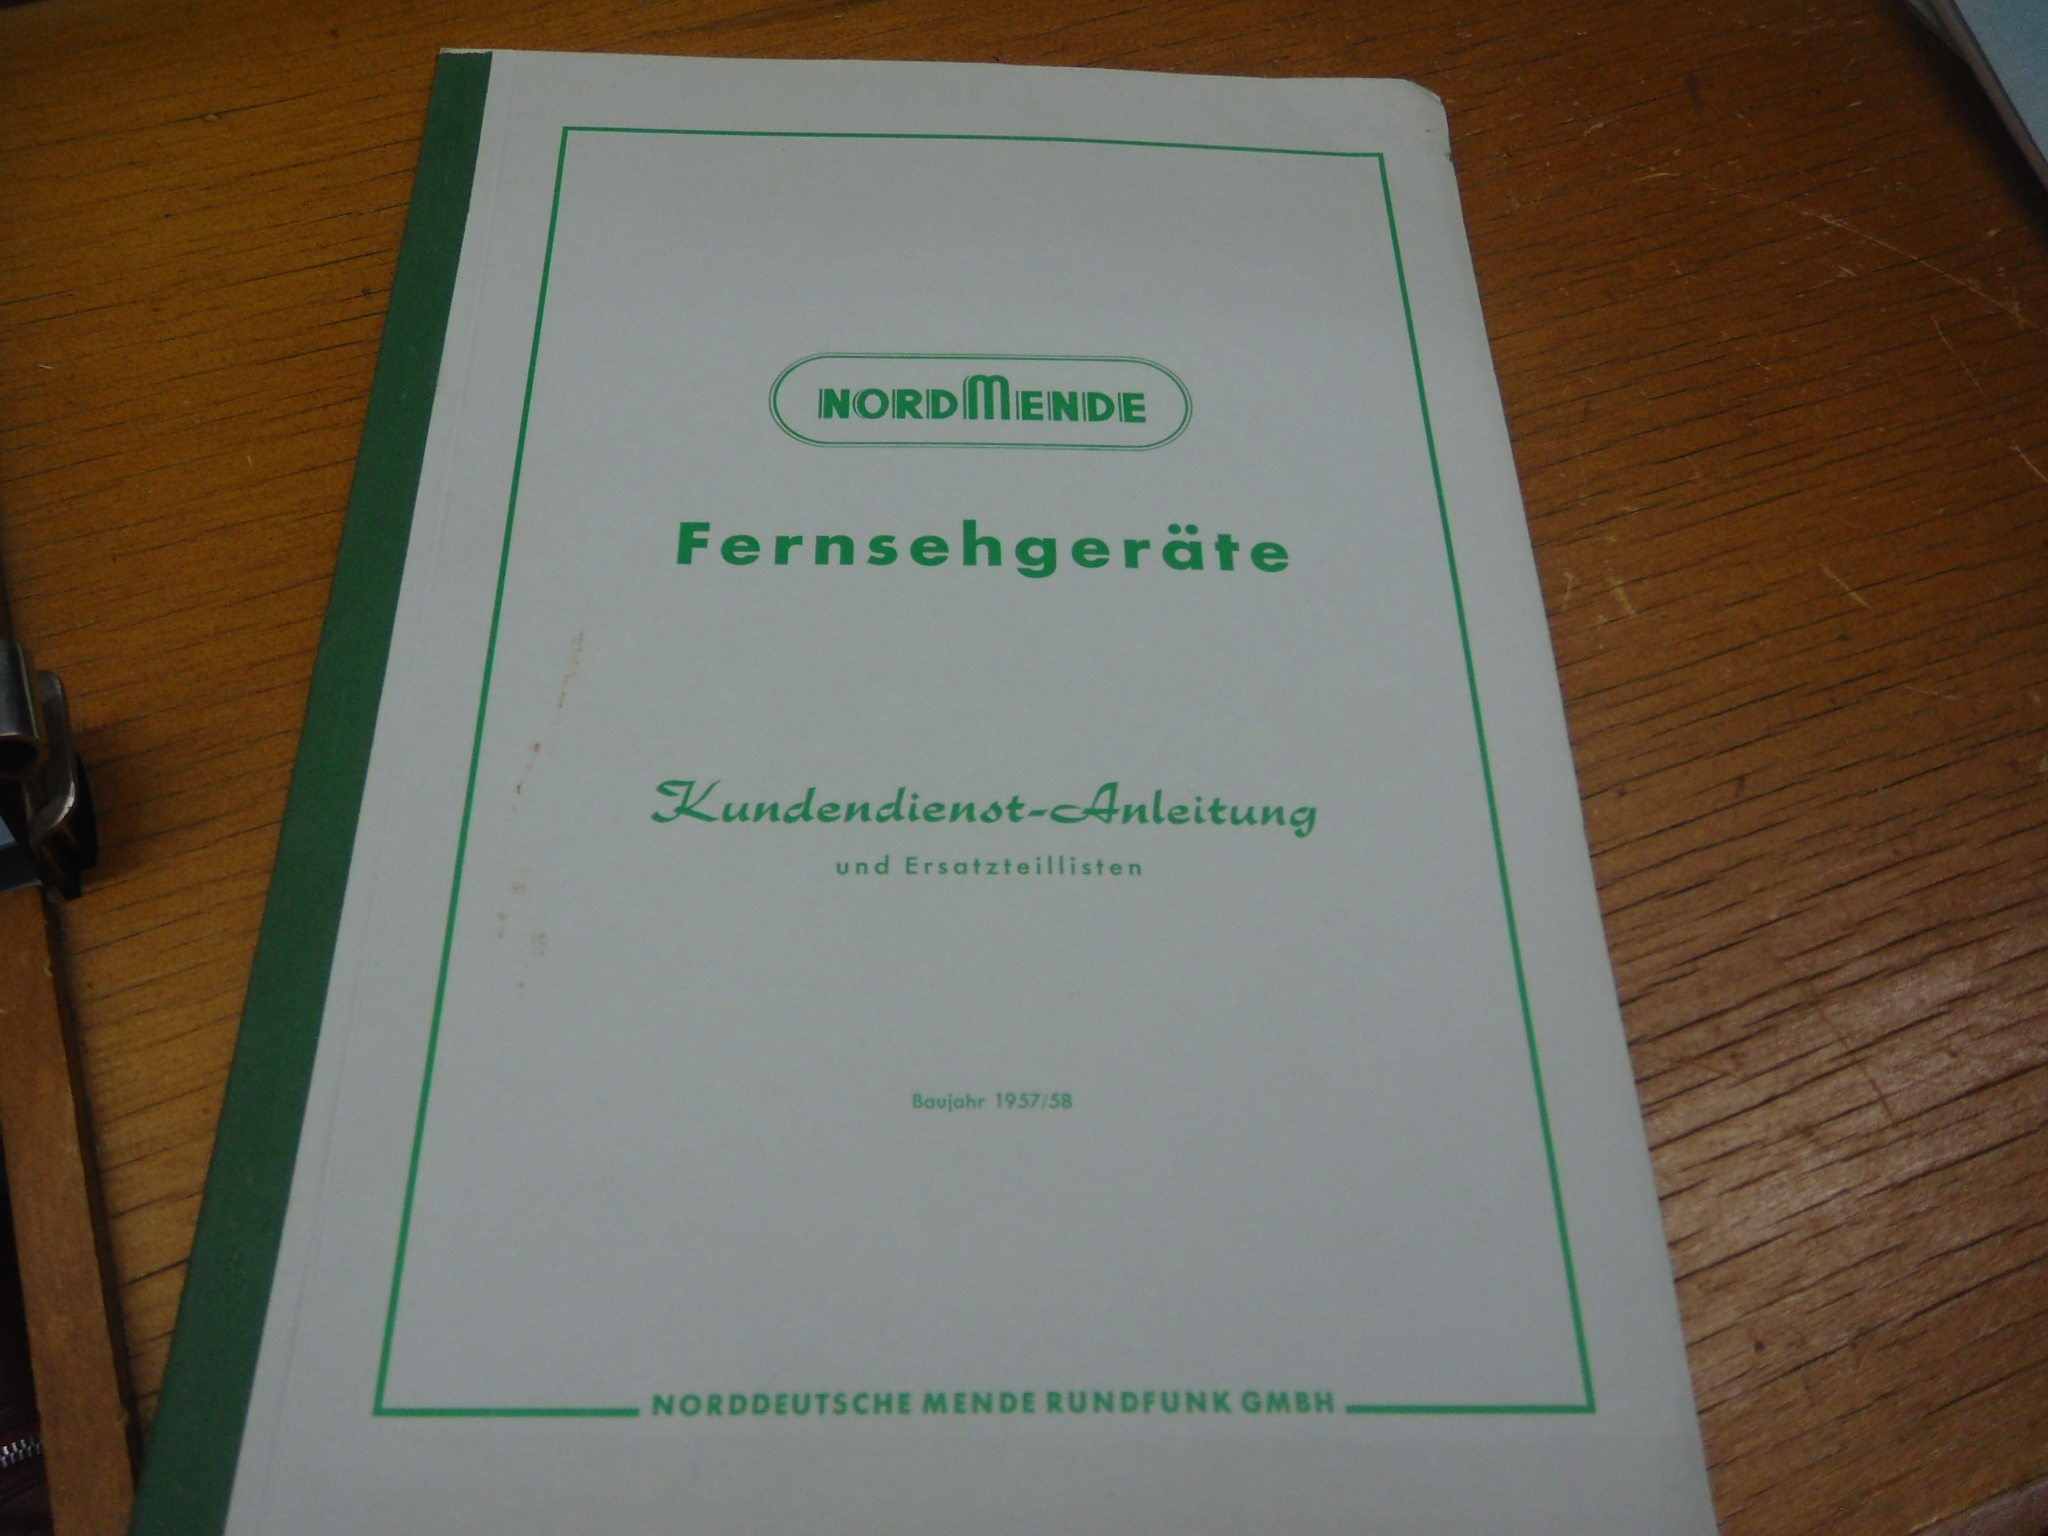 NORDMENDE
Fernsehgeräte
Kundendienst-Anleitung
und Ersatzteillisten
Baujahr 1957/58
NORDDEUTSCHE MENDE RUNDFUNK GMBH